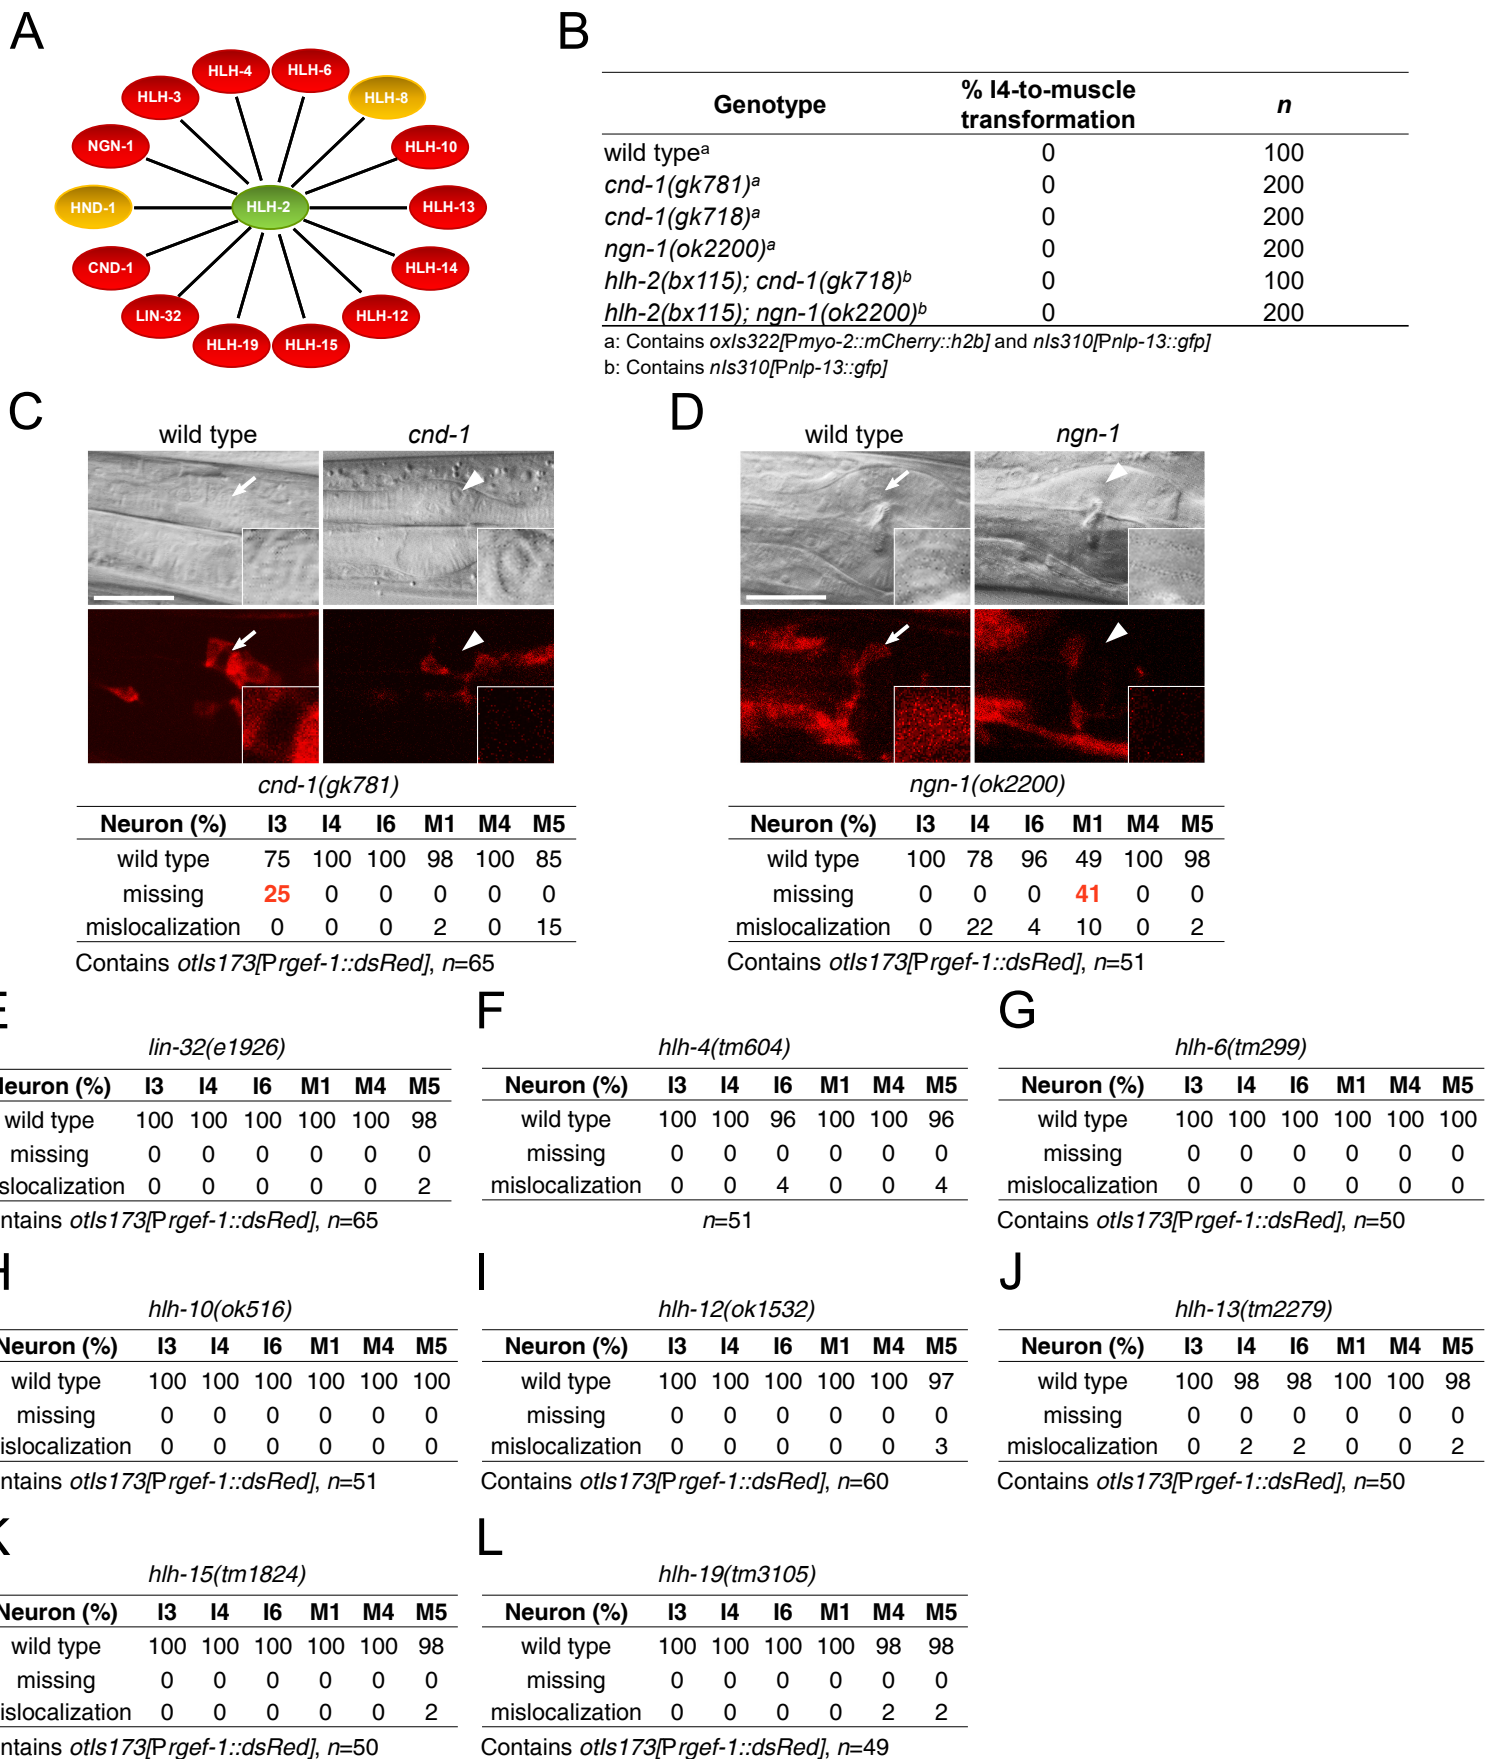 A
HLH-4
HLH-6
HLH-3
HLH-8
NGN-1
HLH-10
HND-1
HLH-2
HLH-13
CND-1
HLH-14
LIN-32
HLH-12
HLH-19
HLH-15
B
Genotype % I4-to-muscle transformation n
wild typeᵃ 0 100
cnd-1(gk781)ᵃ 0 200
cnd-1(gk718)ᵃ 0 200
ngn-1(ok2200)ᵃ 0 200
hlh-2(bx115); cnd-1(gk718)ᵇ 0 100
hlh-2(bx115); ngn-1(ok2200)ᵇ 0 200
a: Contains oxIs322[Pmyo-2::mCherry::h2b] and nIs310[Pnlp-13::gfp]
b: Contains nIs310[Pnlp-13::gfp]
C
wild type cnd-1
cnd-1(gk781)
Neuron (%) I3 I4 I6 M1 M4 M5
wild type 75 100 100 98 100 85
missing 25 0 0 0 0 0
mislocalization 0 0 0 2 0 15
Contains otIs173[Prgef-1::dsRed], n=65
D
wild type ngn-1
ngn-1(ok2200)
Neuron (%) I3 I4 I6 M1 M4 M5
wild type 100 78 96 49 100 98
missing 0 0 0 41 0 0
mislocalization 0 22 4 10 0 2
Contains otIs173[Prgef-1::dsRed], n=51
E
lin-32(e1926)
Neuron (%) I3 I4 I6 M1 M4 M5
wild type 100 100 100 100 100 98
missing 0 0 0 0 0 0
islocalization 0 0 0 0 0 2
ntains otIs173[Prgef-1::dsRed], n=65
F
hlh-4(tm604)
Neuron (%) I3 I4 I6 M1 M4 M5
wild type 100 100 96 100 100 96
missing 0 0 0 0 0 0
mislocalization 0 0 4 0 0 4
n=51
G
hlh-6(tm299)
Neuron (%) I3 I4 I6 M1 M4 M5
wild type 100 100 100 100 100 100
missing 0 0 0 0 0 0
mislocalization 0 0 0 0 0 0
Contains otIs173[Prgef-1::dsRed], n=50
H
hlh-10(ok516)
Neuron (%) I3 I4 I6 M1 M4 M5
wild type 100 100 100 100 100 100
missing 0 0 0 0 0 0
islocalization 0 0 0 0 0 0
ntains otIs173[Prgef-1::dsRed], n=51
I
hlh-12(ok1532)
Neuron (%) I3 I4 I6 M1 M4 M5
wild type 100 100 100 100 100 97
missing 0 0 0 0 0 0
mislocalization 0 0 0 0 0 3
Contains otIs173[Prgef-1::dsRed], n=60
J
hlh-13(tm2279)
Neuron (%) I3 I4 I6 M1 M4 M5
wild type 100 98 98 100 100 98
missing 0 0 0 0 0 0
mislocalization 0 2 2 0 0 2
Contains otIs173[Prgef-1::dsRed], n=50
K
hlh-15(tm1824)
Neuron (%) I3 I4 I6 M1 M4 M5
wild type 100 100 100 100 100 98
missing 0 0 0 0 0 0
islocalization 0 0 0 0 0 2
ntains otIs173[Prgef-1::dsRed], n=50
L
hlh-19(tm3105)
Neuron (%) I3 I4 I6 M1 M4 M5
wild type 100 100 100 100 98 98
missing 0 0 0 0 0 0
mislocalization 0 0 0 0 2 2
Contains otIs173[Prgef-1::dsRed], n=49